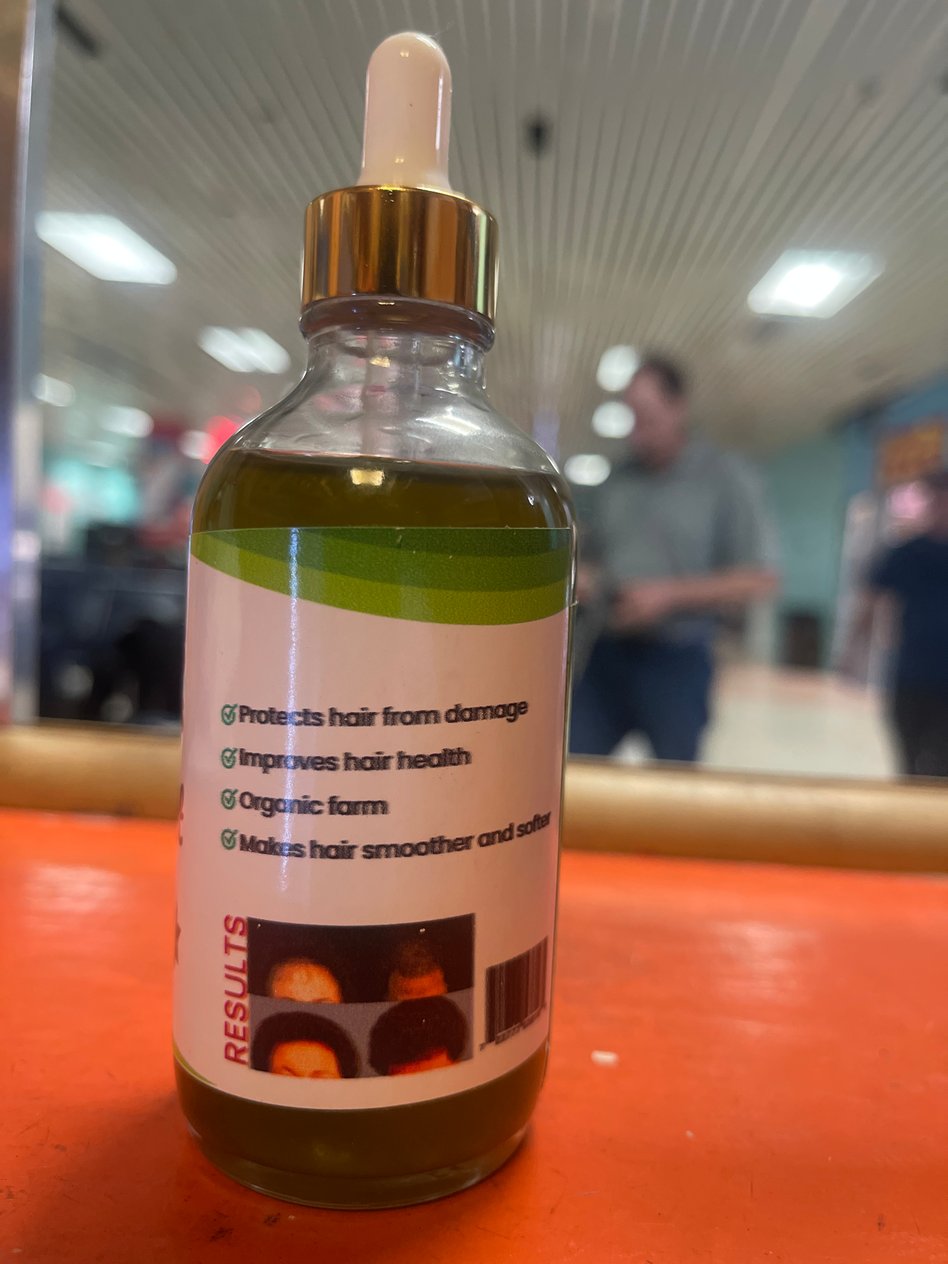 Protects hair from damage
Improves hair health
Organic farm
Makes hair smoother and softer
RESULTS